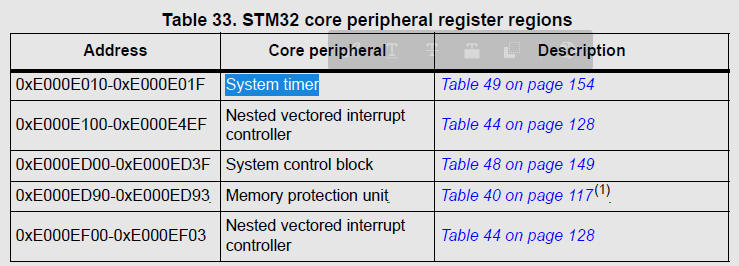 Table 33. STM32 core peripheral register regions
Address Core peripheral Description
0xE000E010-0xE000E01F System timer Table 49 on page 154
0xE000E100-0xE000E4EF Nested vectored interrupt controller Table 44 on page 128
0xE000ED00-0xE000ED3F System control block Table 48 on page 149
0xE000ED90-0xE000ED93 Memory protection unit Table 40 on page 117(1)
0xE000EF00-0xE000EF03 Nested vectored interrupt controller Table 44 on page 128